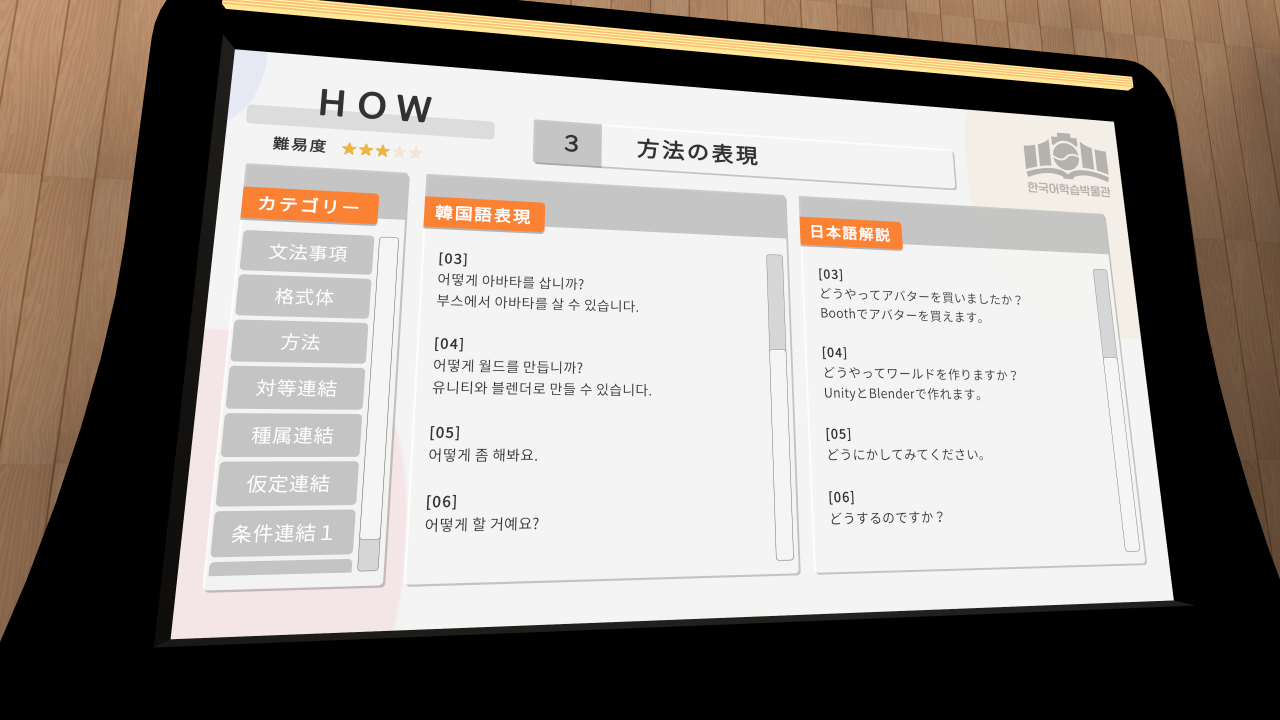 HOW
難易度
3
方法の表現
한국어학습박물관
カテゴリー
文法事項
格式体
方法
対等連結
種属連結
仮定連結
条件連結１
韓国語表現
[03]
어떻게 아바타를 삽니까?
부스에서 아바타를 살 수 있습니다.
[04]
어떻게 월드를 만듭니까?
유니티와 블렌더로 만들 수 있습니다.
[05]
어떻게 좀 해봐요.
[06]
어떻게 할 거예요?
日本語解説
[03]
どうやってアバターを買いましたか？
Boothでアバターを買えます。
[04]
どうやってワールドを作りますか？
UnityとBlenderで作れます。
[05]
どうにかしてみてください。
[06]
どうするのですか？